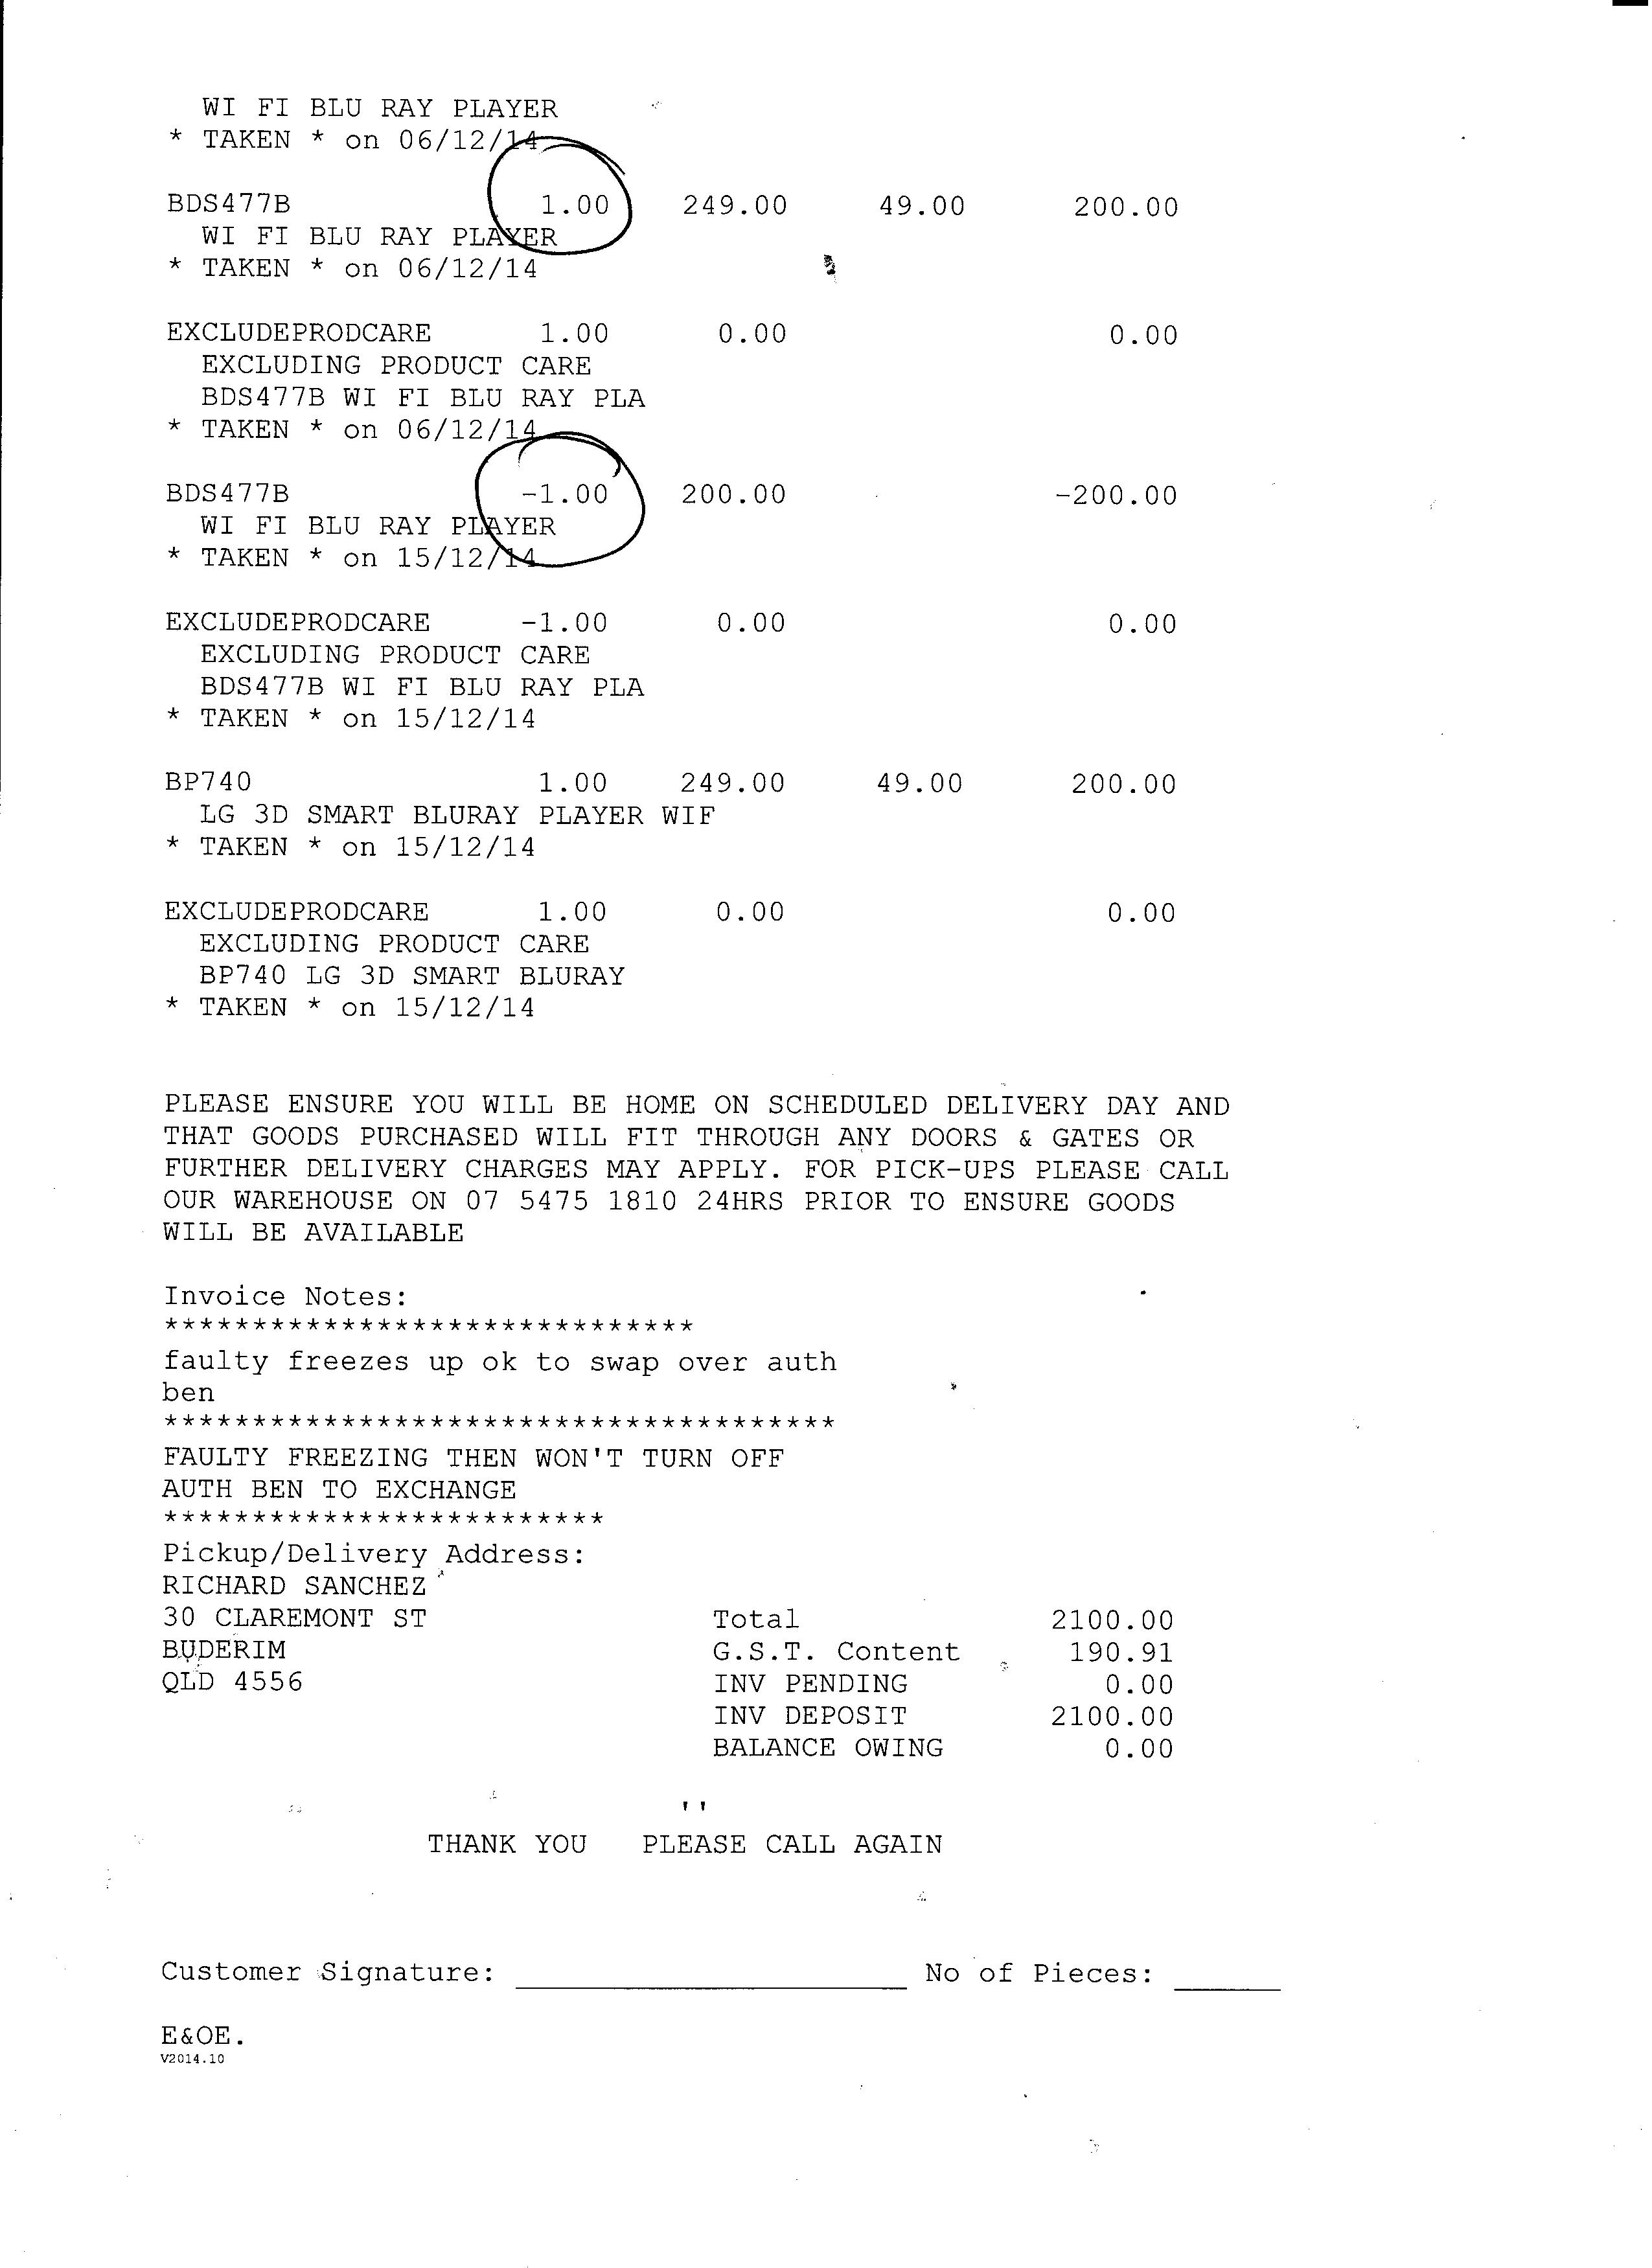 WI FI BLU RAY PLAYER
* TAKEN * on 06/12/14
BDS477B 1.00 249.00 49.00 200.00
WI FI BLU RAY PLAYER
* TAKEN * on 06/12/14
EXCLUDEPRODCARE 1.00 0.00 0.00
EXCLUDING PRODUCT CARE
BDS477B WI FI BLU RAY PLA
* TAKEN * on 06/12/14
BDS477B -1.00 200.00 -200.00
WI FI BLU RAY PLAYER
* TAKEN * on 15/12/14
EXCLUDEPRODCARE -1.00 0.00 0.00
EXCLUDING PRODUCT CARE
BDS477B WI FI BLU RAY PLA
* TAKEN * on 15/12/14
BP740 1.00 249.00 49.00 200.00
LG 3D SMART BLURAY PLAYER WIF
* TAKEN * on 15/12/14
EXCLUDEPRODCARE 1.00 0.00 0.00
EXCLUDING PRODUCT CARE
BP740 LG 3D SMART BLURAY
* TAKEN * on 15/12/14
PLEASE ENSURE YOU WILL BE HOME ON SCHEDULED DELIVERY DAY AND
THAT GOODS PURCHASED WILL FIT THROUGH ANY DOORS & GATES OR
FURTHER DELIVERY CHARGES MAY APPLY. FOR PICK-UPS PLEASE CALL
OUR WAREHOUSE ON 07 5475 1810 24HRS PRIOR TO ENSURE GOODS
WILL BE AVAILABLE
Invoice Notes:
******************************
faulty freezes up ok to swap over auth
ben
**************************************
FAULTY FREEZING THEN WON'T TURN OFF
AUTH BEN TO EXCHANGE
*************************
Pickup/Delivery Address:
RICHARD SANCHEZ
30 CLAREMONT ST Total 2100.00
BUDERIM G.S.T. Content 190.91
QLD 4556 INV PENDING 0.00
INV DEPOSIT 2100.00
BALANCE OWING 0.00
''
THANK YOU PLEASE CALL AGAIN
Customer Signature: No of Pieces:
E&OE.
V2014.10